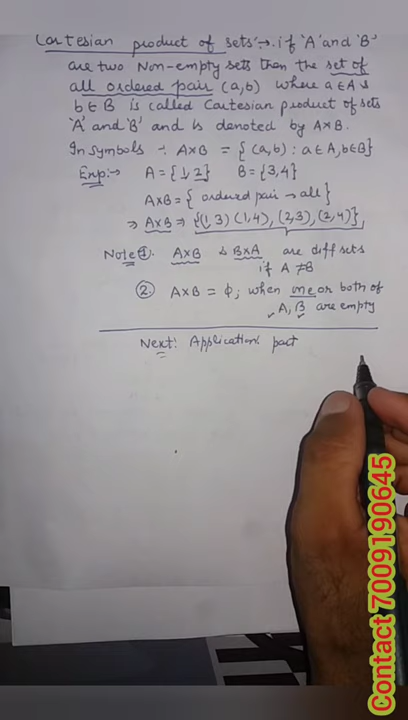 Cartesian product of sets:→ if 'A' and 'B'
are two Non-empty sets then the set of
all ordered pair (a,b) where a∈A &
b∈B is called Cartesian product of sets
'A' and 'B' and is denoted by A×B.
In Symbols :- A×B = {(a,b) : a∈A, b∈B}
Exp:→ A = {1,2} B = {3,4}
A×B = { ordered pair → all}
⇒ A×B ⇒ {(1,3) (1,4), (2,3), (2,4)},
Note ①. A×B & B×A are diff sets
if A ≠ B
②. A×B = ϕ; when one or both of
A, B are empty
Next: Application part
Contact 7009190645